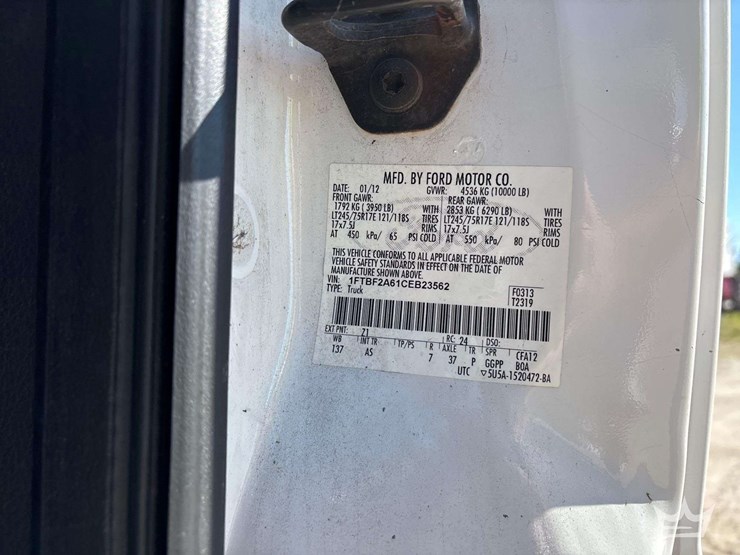 MFD. BY FORD MOTOR CO.
DATE: 01/12 GVWR: 4536 KG (10000 LB)
FRONT GAWR: REAR GAWR:
1792 KG ( 3950 LB) WITH 2853 KG ( 6290 LB) WITH
LT245/75R17E 121/118S TIRES LT245/75R17E 121/118S TIRES
17x7.5J RIMS 17x7.5J RIMS
AT 450 kPa/ 65 PSI COLD AT 550 kPa/ 80 PSI COLD
THIS VEHICLE CONFORMS TO ALL APPLICABLE FEDERAL MOTOR
VEHICLE SAFETY STANDARDS IN EFFECT ON THE DATE OF
MANUFACTURE SHOWN ABOVE.
VIN: 1FTBF2A61CEB23562 F0313
TYPE: Truck T2319
EXT PNT: Z1 RC: 24 DSO:
WB INT TR TP/PS R AXLE TR SPR CFA12
137 AS 7 37 P GGPP BOA
UTC ▽5U5A-1520472-BA